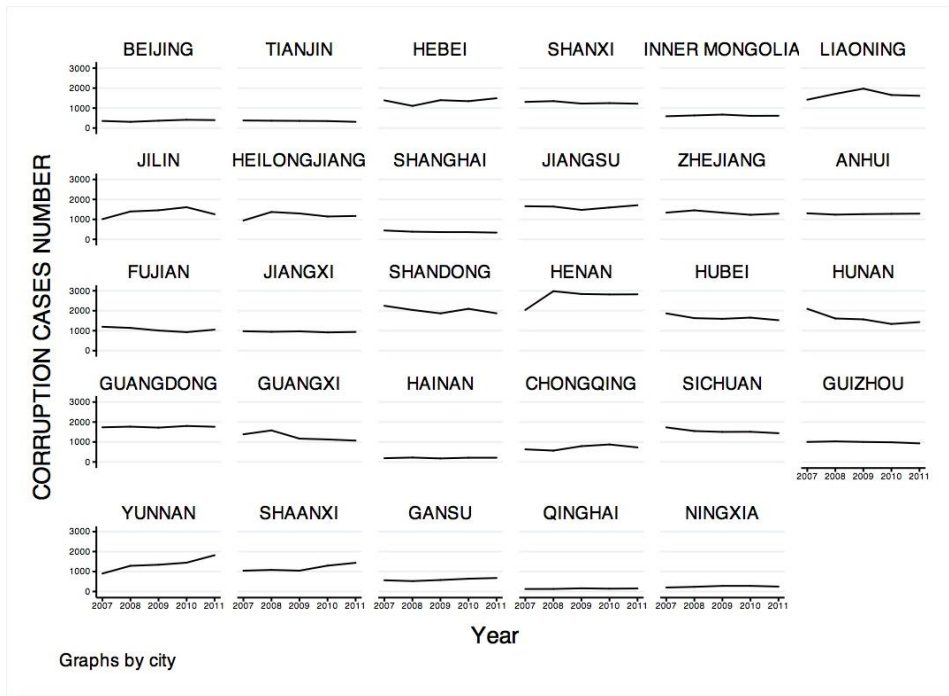 BEIJING TIANJIN HEBEI SHANXI INNER MONGOLIA LIAONING
3000
2000
1000
0
JILIN HEILONGJIANG SHANGHAI JIANGSU ZHEJIANG ANHUI
3000
2000
1000
0
FUJIAN JIANGXI SHANDONG HENAN HUBEI HUNAN
3000
2000
1000
0
GUANGDONG GUANGXI HAINAN CHONGQING SICHUAN GUIZHOU
3000
2000
1000
0
2007 2008 2009 2010 2011
YUNNAN SHAANXI GANSU QINGHAI NINGXIA
3000
2000
1000
0
2007 2008 2009 2010 2011 2007 2008 2009 2010 2011 2007 2008 2009 2010 2011 2007 2008 2009 2010 2011 2007 2008 2009 2010 2011
CORRUPTION CASES NUMBER
Year
Graphs by city